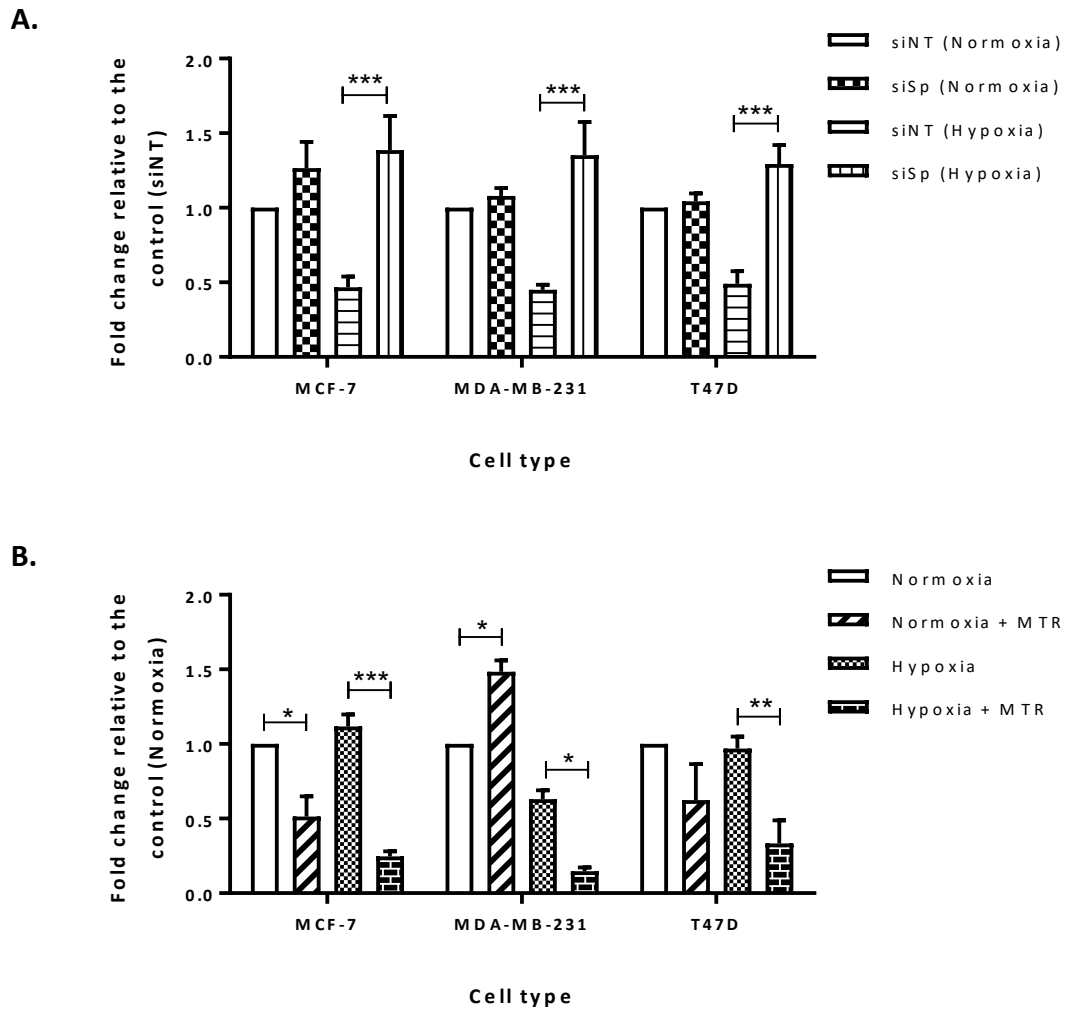 A.
Fold change relative to the
control (siNT)
2.0
1.5
1.0
0.5
0.0
***
***
***
MCF-7
MDA-MB-231
T47D
Cell type
siNT (Normoxia)
siSp (Normoxia)
siNT (Hypoxia)
siSp (Hypoxia)
B.
Fold change relative to the
control (Normoxia)
2.0
1.5
1.0
0.5
0.0
*
***
*
*
**
MCF-7
MDA-MB-231
T47D
Cell type
Normoxia
Normoxia + MTR
Hypoxia
Hypoxia + MTR